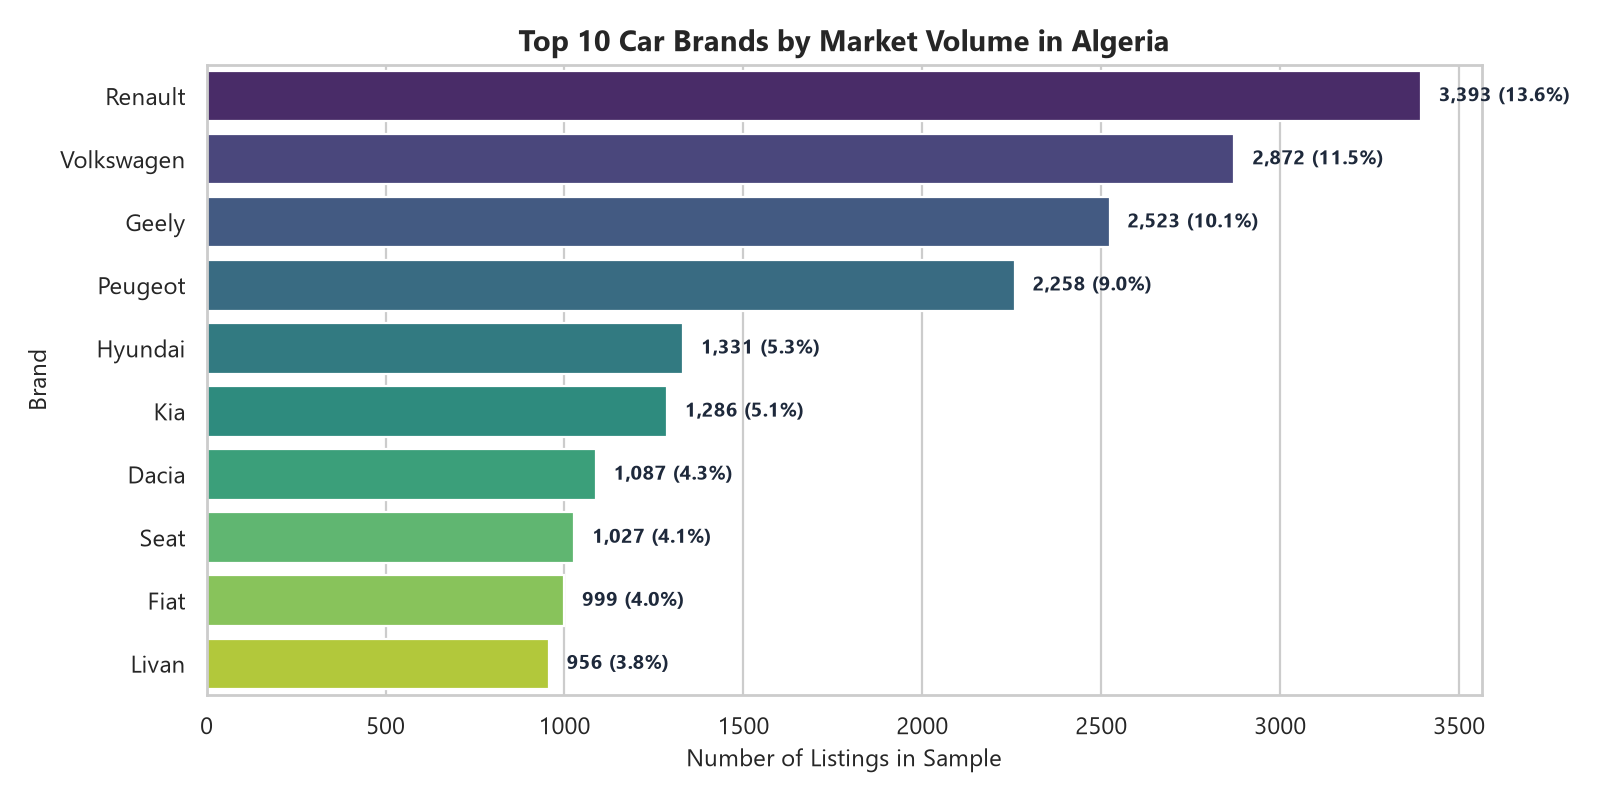 Top 10 Car Brands by Market Volume in Algeria
Brand
Renault 3,393 (13.6%)
Volkswagen 2,872 (11.5%)
Geely 2,523 (10.1%)
Peugeot 2,258 (9.0%)
Hyundai 1,331 (5.3%)
Kia 1,286 (5.1%)
Dacia 1,087 (4.3%)
Seat 1,027 (4.1%)
Fiat 999 (4.0%)
Livan 956 (3.8%)
0 500 1000 1500 2000 2500 3000 3500
Number of Listings in Sample